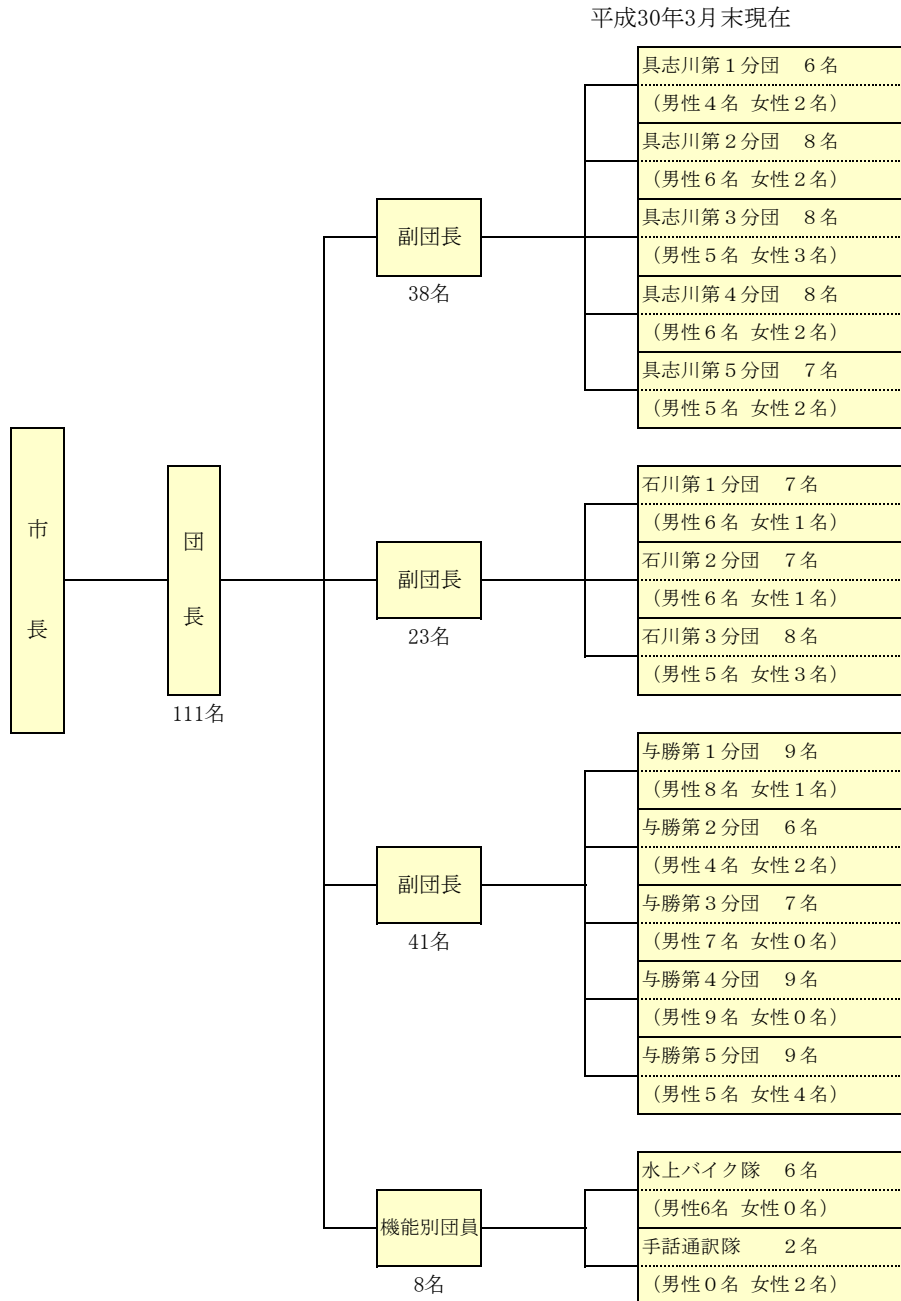 平成30年3月末現在
具志川第１分団　６名
（男性４名 女性２名）
具志川第２分団　８名
（男性６名 女性２名）
具志川第３分団　８名
（男性５名 女性３名）
具志川第４分団　８名
（男性６名 女性２名）
具志川第５分団　７名
（男性５名 女性２名）
副団長
38名
石川第１分団　７名
（男性６名 女性１名）
石川第２分団　７名
（男性６名 女性１名）
石川第３分団　８名
（男性５名 女性３名）
副団長
23名
市長
団長
111名
与勝第１分団　９名
（男性８名 女性１名）
与勝第２分団　６名
（男性４名 女性２名）
与勝第３分団　７名
（男性７名 女性０名）
与勝第４分団　９名
（男性９名 女性０名）
与勝第５分団　９名
（男性５名 女性４名）
副団長
41名
水上バイク隊　６名
（男性6名 女性０名）
手話通訳隊　　２名
（男性０名 女性２名）
機能別団員
8名